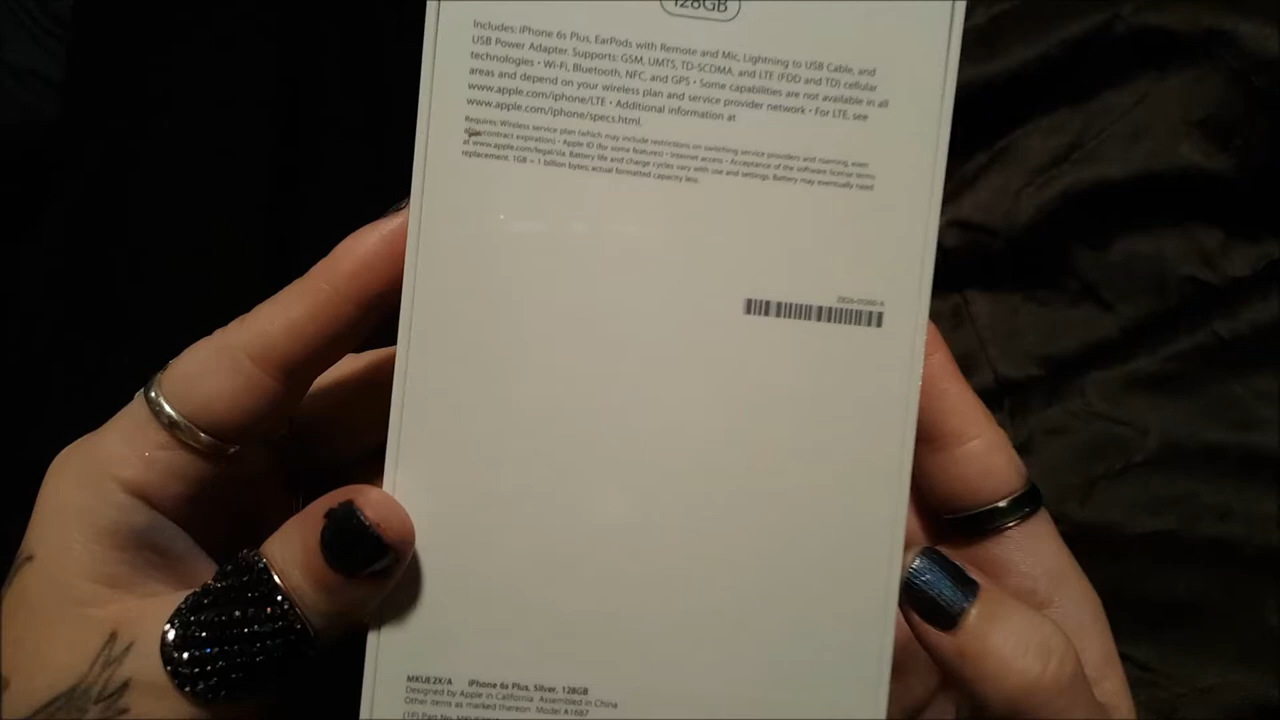 128GB
Includes: iPhone 6s Plus, EarPods with Remote and Mic, Lightning to USB Cable, and
USB Power Adapter. Supports: GSM, UMTS, TD-SCDMA, and LTE (FDD and TD) cellular
technologies • Wi-Fi, Bluetooth, NFC, and GPS • Some capabilities are not available in all
areas and depend on your wireless plan and service provider network • For LTE, see
www.apple.com/iphone/LTE • Additional information at
www.apple.com/iphone/specs.html.
Requires: Wireless service plan (which may include restrictions on switching service providers and roaming, even
after contract expiration) • Apple ID (for some features) • Internet access • Acceptance of the software license terms
at www.apple.com/legal/sla. Battery life and charge cycles vary with use and settings. Battery may eventually need
replacement. 1GB = 1 billion bytes; actual formatted capacity less.
MKUE2X/A iPhone 6s Plus, Silver, 128GB
Designed by Apple in California Assembled in China
Other items as marked thereon Model A1687
(1P) Part No.